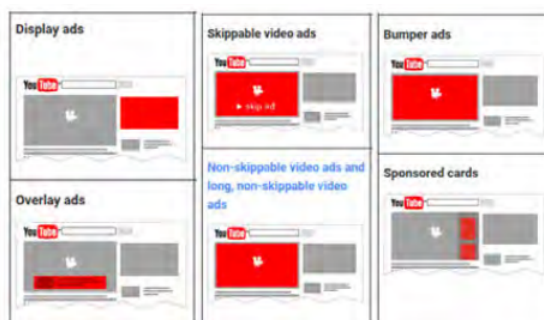 Display ads
YouTube
Overlay ads
YouTube
Skippable video ads
YouTube
skip ad
Non-skippable video ads and
long, non-skippable video
ads
YouTube
Bumper ads
YouTube
Sponsored cards
YouTube